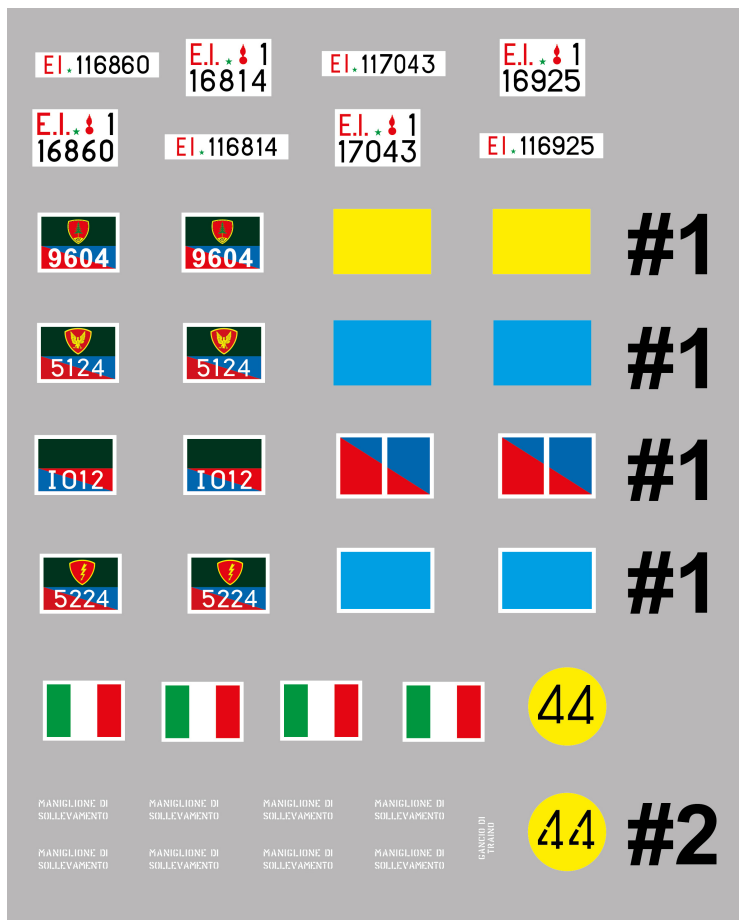 EI.116860
E.I. 1
16814
EI.117043
E.I. 1
16925
E.I. 1
16860
EI.116814
E.I. 1
17043
EI.116925
9604
9604
#1
5124
5124
#1
I012
I012
#1
5224
5224
#1
44
MANIGLIONE DI
SOLLEVAMENTO
MANIGLIONE DI
SOLLEVAMENTO
MANIGLIONE DI
SOLLEVAMENTO
MANIGLIONE DI
SOLLEVAMENTO
GANCIO DI
TRAINO
44
#2
MANIGLIONE DI
SOLLEVAMENTO
MANIGLIONE DI
SOLLEVAMENTO
MANIGLIONE DI
SOLLEVAMENTO
MANIGLIONE DI
SOLLEVAMENTO